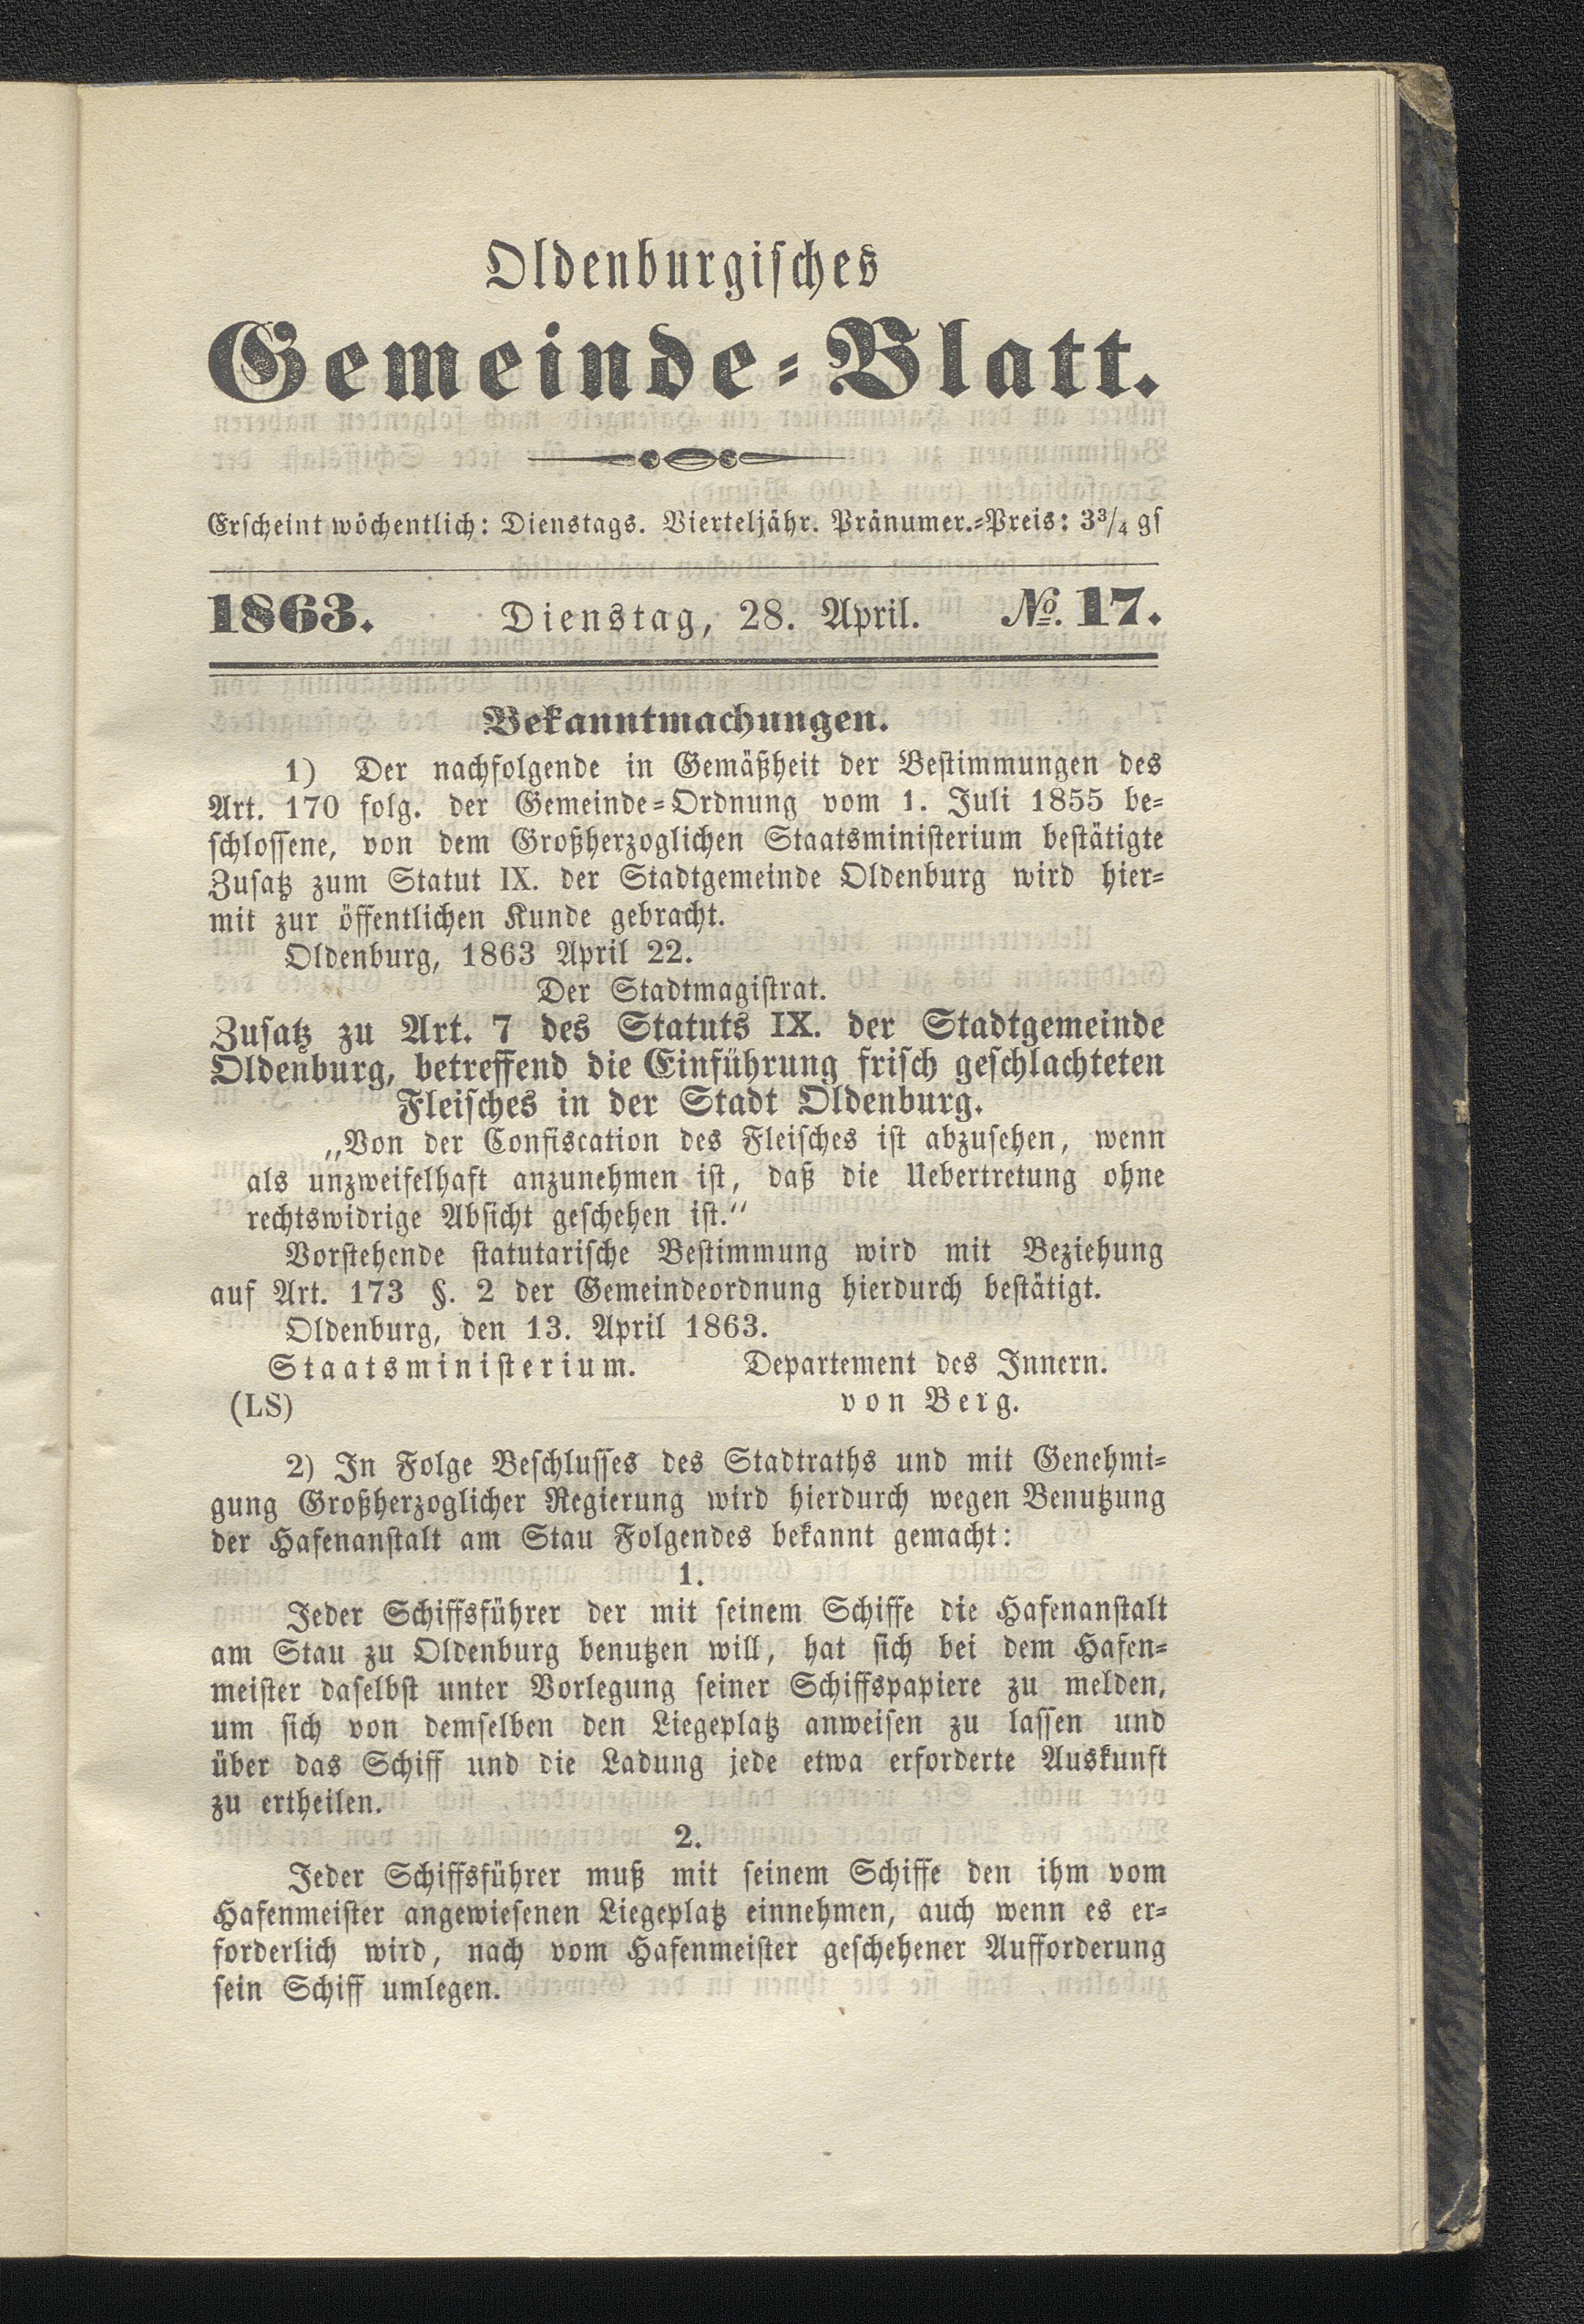 Oldenburgisches
Gemeinde-Blatt.
Erscheint wöchentlich: Dienstags. Vierteljähr. Pränumer.-Preis: 3¾ gſ
1863. Dienstag, 28. April. №. 17.
Bekanntmachungen.
1) Der nachfolgende in Gemäßheit der Beſtimmungen des
Art. 170 folg. der Gemeinde-Ordnung vom 1. Juli 1855 be-
ſchloſſene, von dem Großherzoglichen Staatsminiſterium beſtätigte
Zuſatz zum Statut IX. der Stadtgemeinde Oldenburg wird hier-
mit zur öffentlichen Kunde gebracht.
Oldenburg, 1863 April 22.
Der Stadtmagiſtrat.
Zuſatz zu Art. 7 des Statuts IX. der Stadtgemeinde
Oldenburg, betreffend die Einführung friſch geſchlachteten
Fleiſches in der Stadt Oldenburg.
„Von der Confiscation des Fleiſches iſt abzuſehen, wenn
als unzweifelhaft anzunehmen iſt, daß die Uebertretung ohne
rechtswidrige Abſicht geſchehen iſt.“
Vorſtehende ſtatutariſche Beſtimmung wird mit Beziehung
auf Art. 173 §. 2 der Gemeindeordnung hierdurch beſtätigt.
Oldenburg, den 13. April 1863.
Staatsminiſterium. Departement des Innern.
(LS) von Berg.
2) In Folge Beſchluſſes des Stadtraths und mit Genehmi-
gung Großherzoglicher Regierung wird hierdurch wegen Benutzung
der Hafenanſtalt am Stau Folgendes bekannt gemacht:
1.
Jeder Schiffsführer der mit ſeinem Schiffe die Hafenanſtalt
am Stau zu Oldenburg benutzen will, hat ſich bei dem Hafen-
meiſter daſelbſt unter Vorlegung ſeiner Schiffspapiere zu melden,
um ſich von demſelben den Liegeplatz anweiſen zu laſſen und
über das Schiff und die Ladung jede etwa erforderte Auskunft
zu ertheilen.
2.
Jeder Schiffsführer muß mit ſeinem Schiffe den ihm vom
Hafenmeiſter angewieſenen Liegeplatz einnehmen, auch wenn es er-
forderlich wird, nach vom Hafenmeiſter geſchehener Aufforderung
ſein Schiff umlegen.